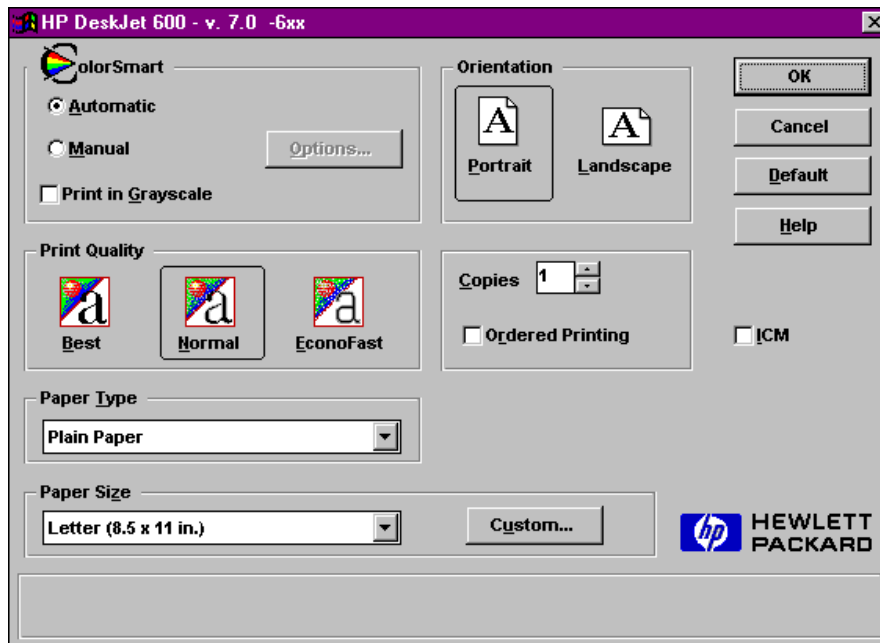 HP DeskJet 600 - v. 7.0 -6xx
ColorSmart
Automatic
Manual
Options...
Print in Grayscale
Orientation
A
Portrait
A
Landscape
OK
Cancel
Default
Help
Print Quality
a
Best
a
Normal
a
EconoFast
Copies 1
Ordered Printing
ICM
Paper Type
Plain Paper
Paper Size
Letter (8.5 x 11 in.)
Custom...
hp
HEWLETT
PACKARD